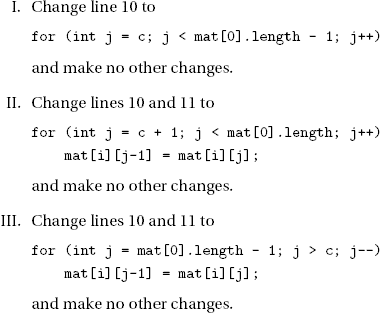 I. Change line 10 to
for (int j = c; j < mat[0].length - 1; j++)
and make no other changes.
II. Change lines 10 and 11 to
for (int j = c + 1; j < mat[0].length; j++)
mat[i][j-1] = mat[i][j];
and make no other changes.
III. Change lines 10 and 11 to
for (int j = mat[0].length - 1; j > c; j--)
mat[i][j-1] = mat[i][j];
and make no other changes.